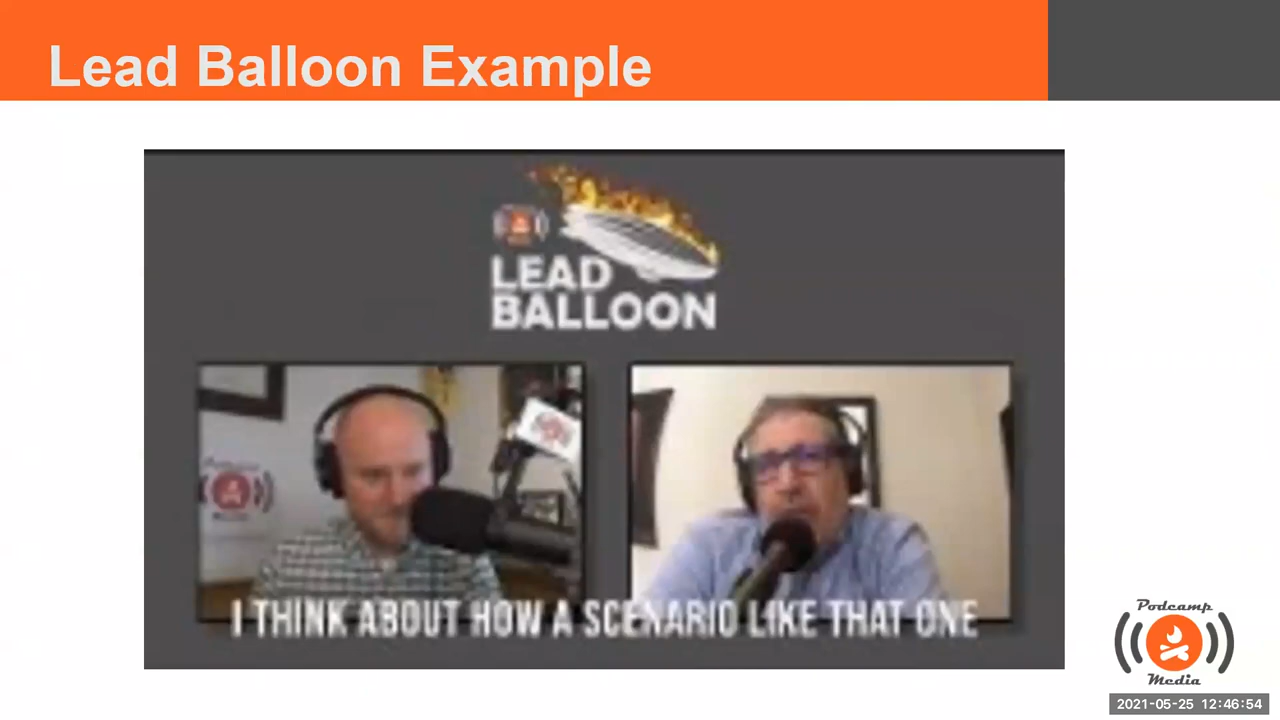 Lead Balloon Example
LEAD
BALLOON
I THINK ABOUT HOW A SCENARIO LIKE THAT ONE
Podcamp
Media
2021-05-25 12:46:54